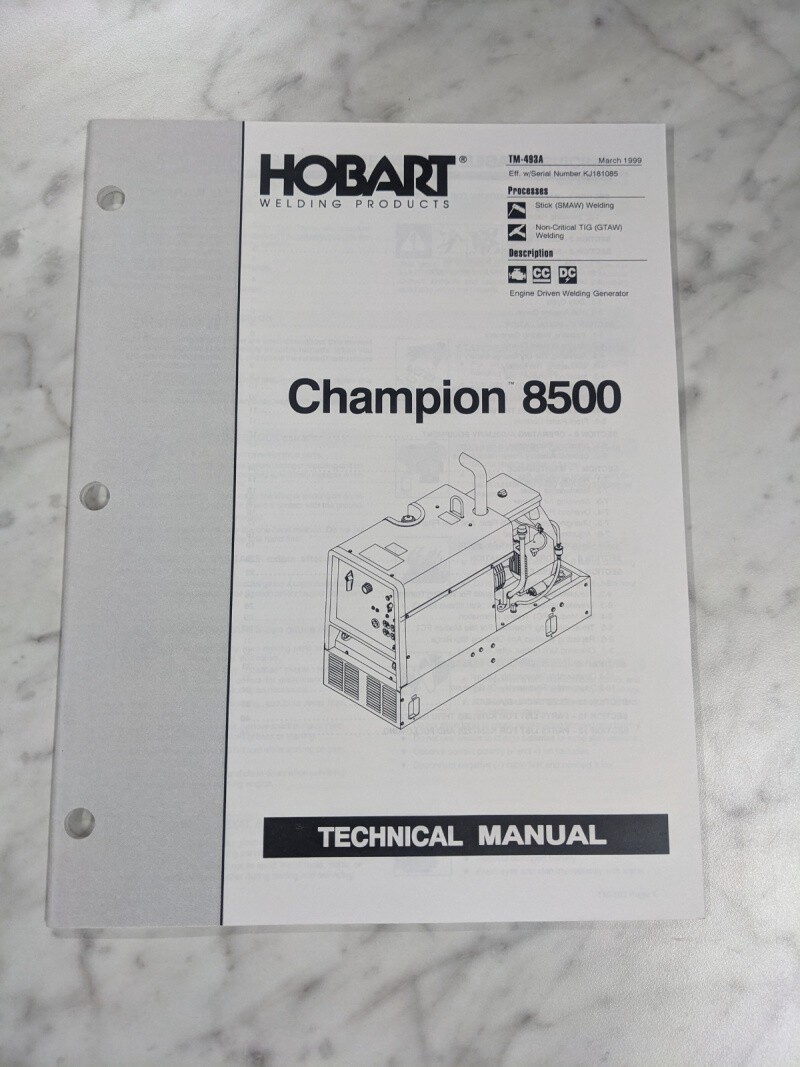 HOBART®
WELDING PRODUCTS
TM-493A March 1999
Eff. w/Serial Number KJ181085
Processes
Stick (SMAW) Welding
Non-Critical TIG (GTAW)
Welding
Description
CC DC
Engine Driven Welding Generator
Champion™ 8500
TECHNICAL MANUAL